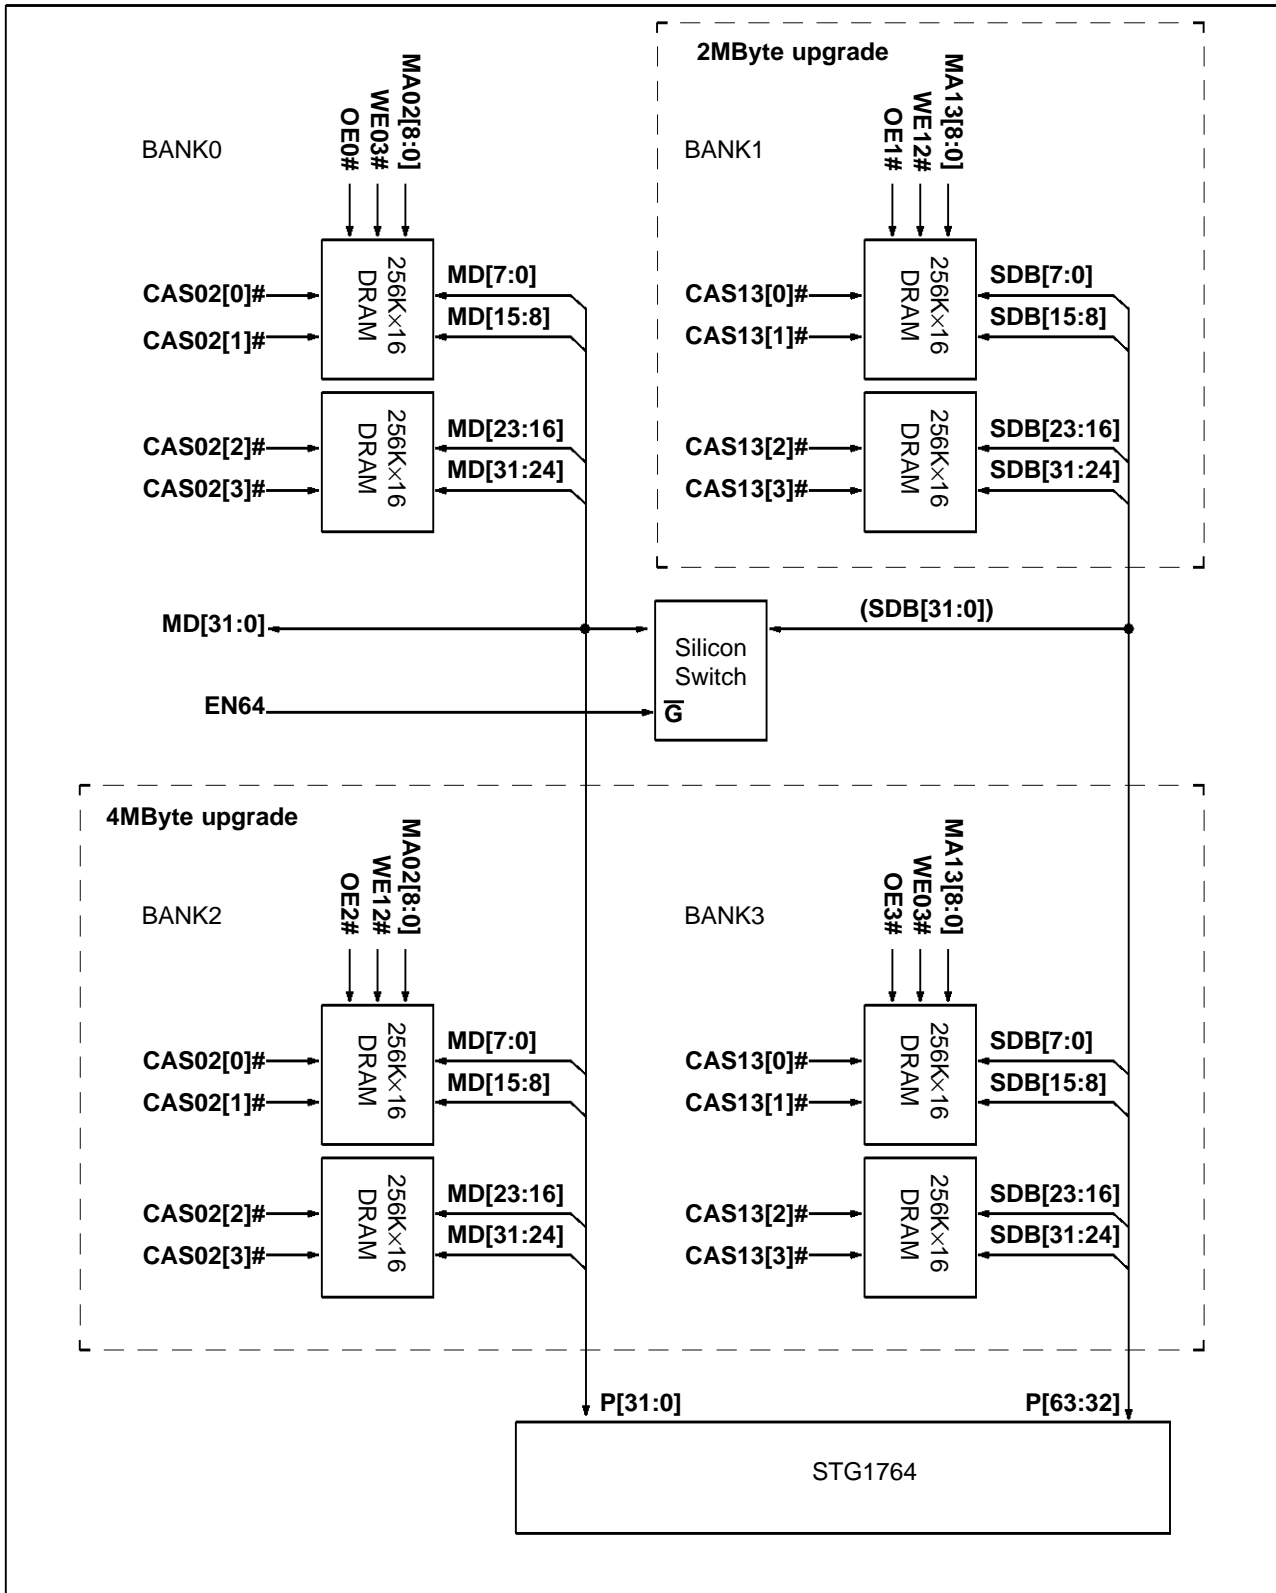 2MByte upgrade
BANK0
OE0#
WE03#
MA02[8:0]
BANK1
OE1#
WE12#
MA13[8:0]
CAS02[0]#
CAS02[1]#
256K×16
DRAM
MD[7:0]
MD[15:8]
CAS13[0]#
CAS13[1]#
256K×16
DRAM
SDB[7:0]
SDB[15:8]
CAS02[2]#
CAS02[3]#
256K×16
DRAM
MD[23:16]
MD[31:24]
CAS13[2]#
CAS13[3]#
256K×16
DRAM
SDB[23:16]
SDB[31:24]
MD[31:0]
Silicon
Switch
(SDB[31:0])
EN64
G̅
4MByte upgrade
BANK2
OE2#
WE12#
MA02[8:0]
BANK3
OE3#
WE03#
MA13[8:0]
CAS02[0]#
CAS02[1]#
256K×16
DRAM
MD[7:0]
MD[15:8]
CAS13[0]#
CAS13[1]#
256K×16
DRAM
SDB[7:0]
SDB[15:8]
CAS02[2]#
CAS02[3]#
256K×16
DRAM
MD[23:16]
MD[31:24]
CAS13[2]#
CAS13[3]#
256K×16
DRAM
SDB[23:16]
SDB[31:24]
P[31:0]
P[63:32]
STG1764